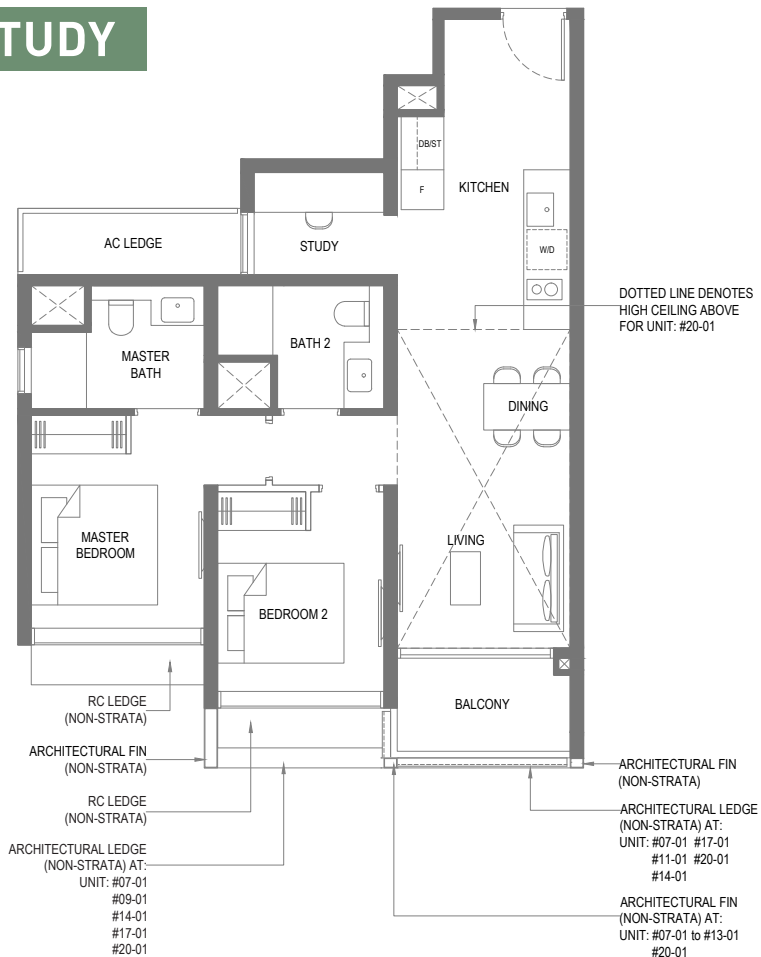 TUDY
DB/ST
F
KITCHEN
W/D
AC LEDGE
STUDY
DOTTED LINE DENOTES
HIGH CEILING ABOVE
FOR UNIT: #20-01
MASTER
BATH
BATH 2
DINING
MASTER
BEDROOM
LIVING
BEDROOM 2
BALCONY
RC LEDGE
(NON-STRATA)
ARCHITECTURAL FIN
(NON-STRATA)
RC LEDGE
(NON-STRATA)
ARCHITECTURAL LEDGE
(NON-STRATA) AT:
UNIT: #07-01
#09-01
#14-01
#17-01
#20-01
ARCHITECTURAL FIN
(NON-STRATA)
ARCHITECTURAL LEDGE
(NON-STRATA) AT:
UNIT: #07-01 #17-01
#11-01 #20-01
#14-01
ARCHITECTURAL FIN
(NON-STRATA) AT:
UNIT: #07-01 to #13-01
#20-01